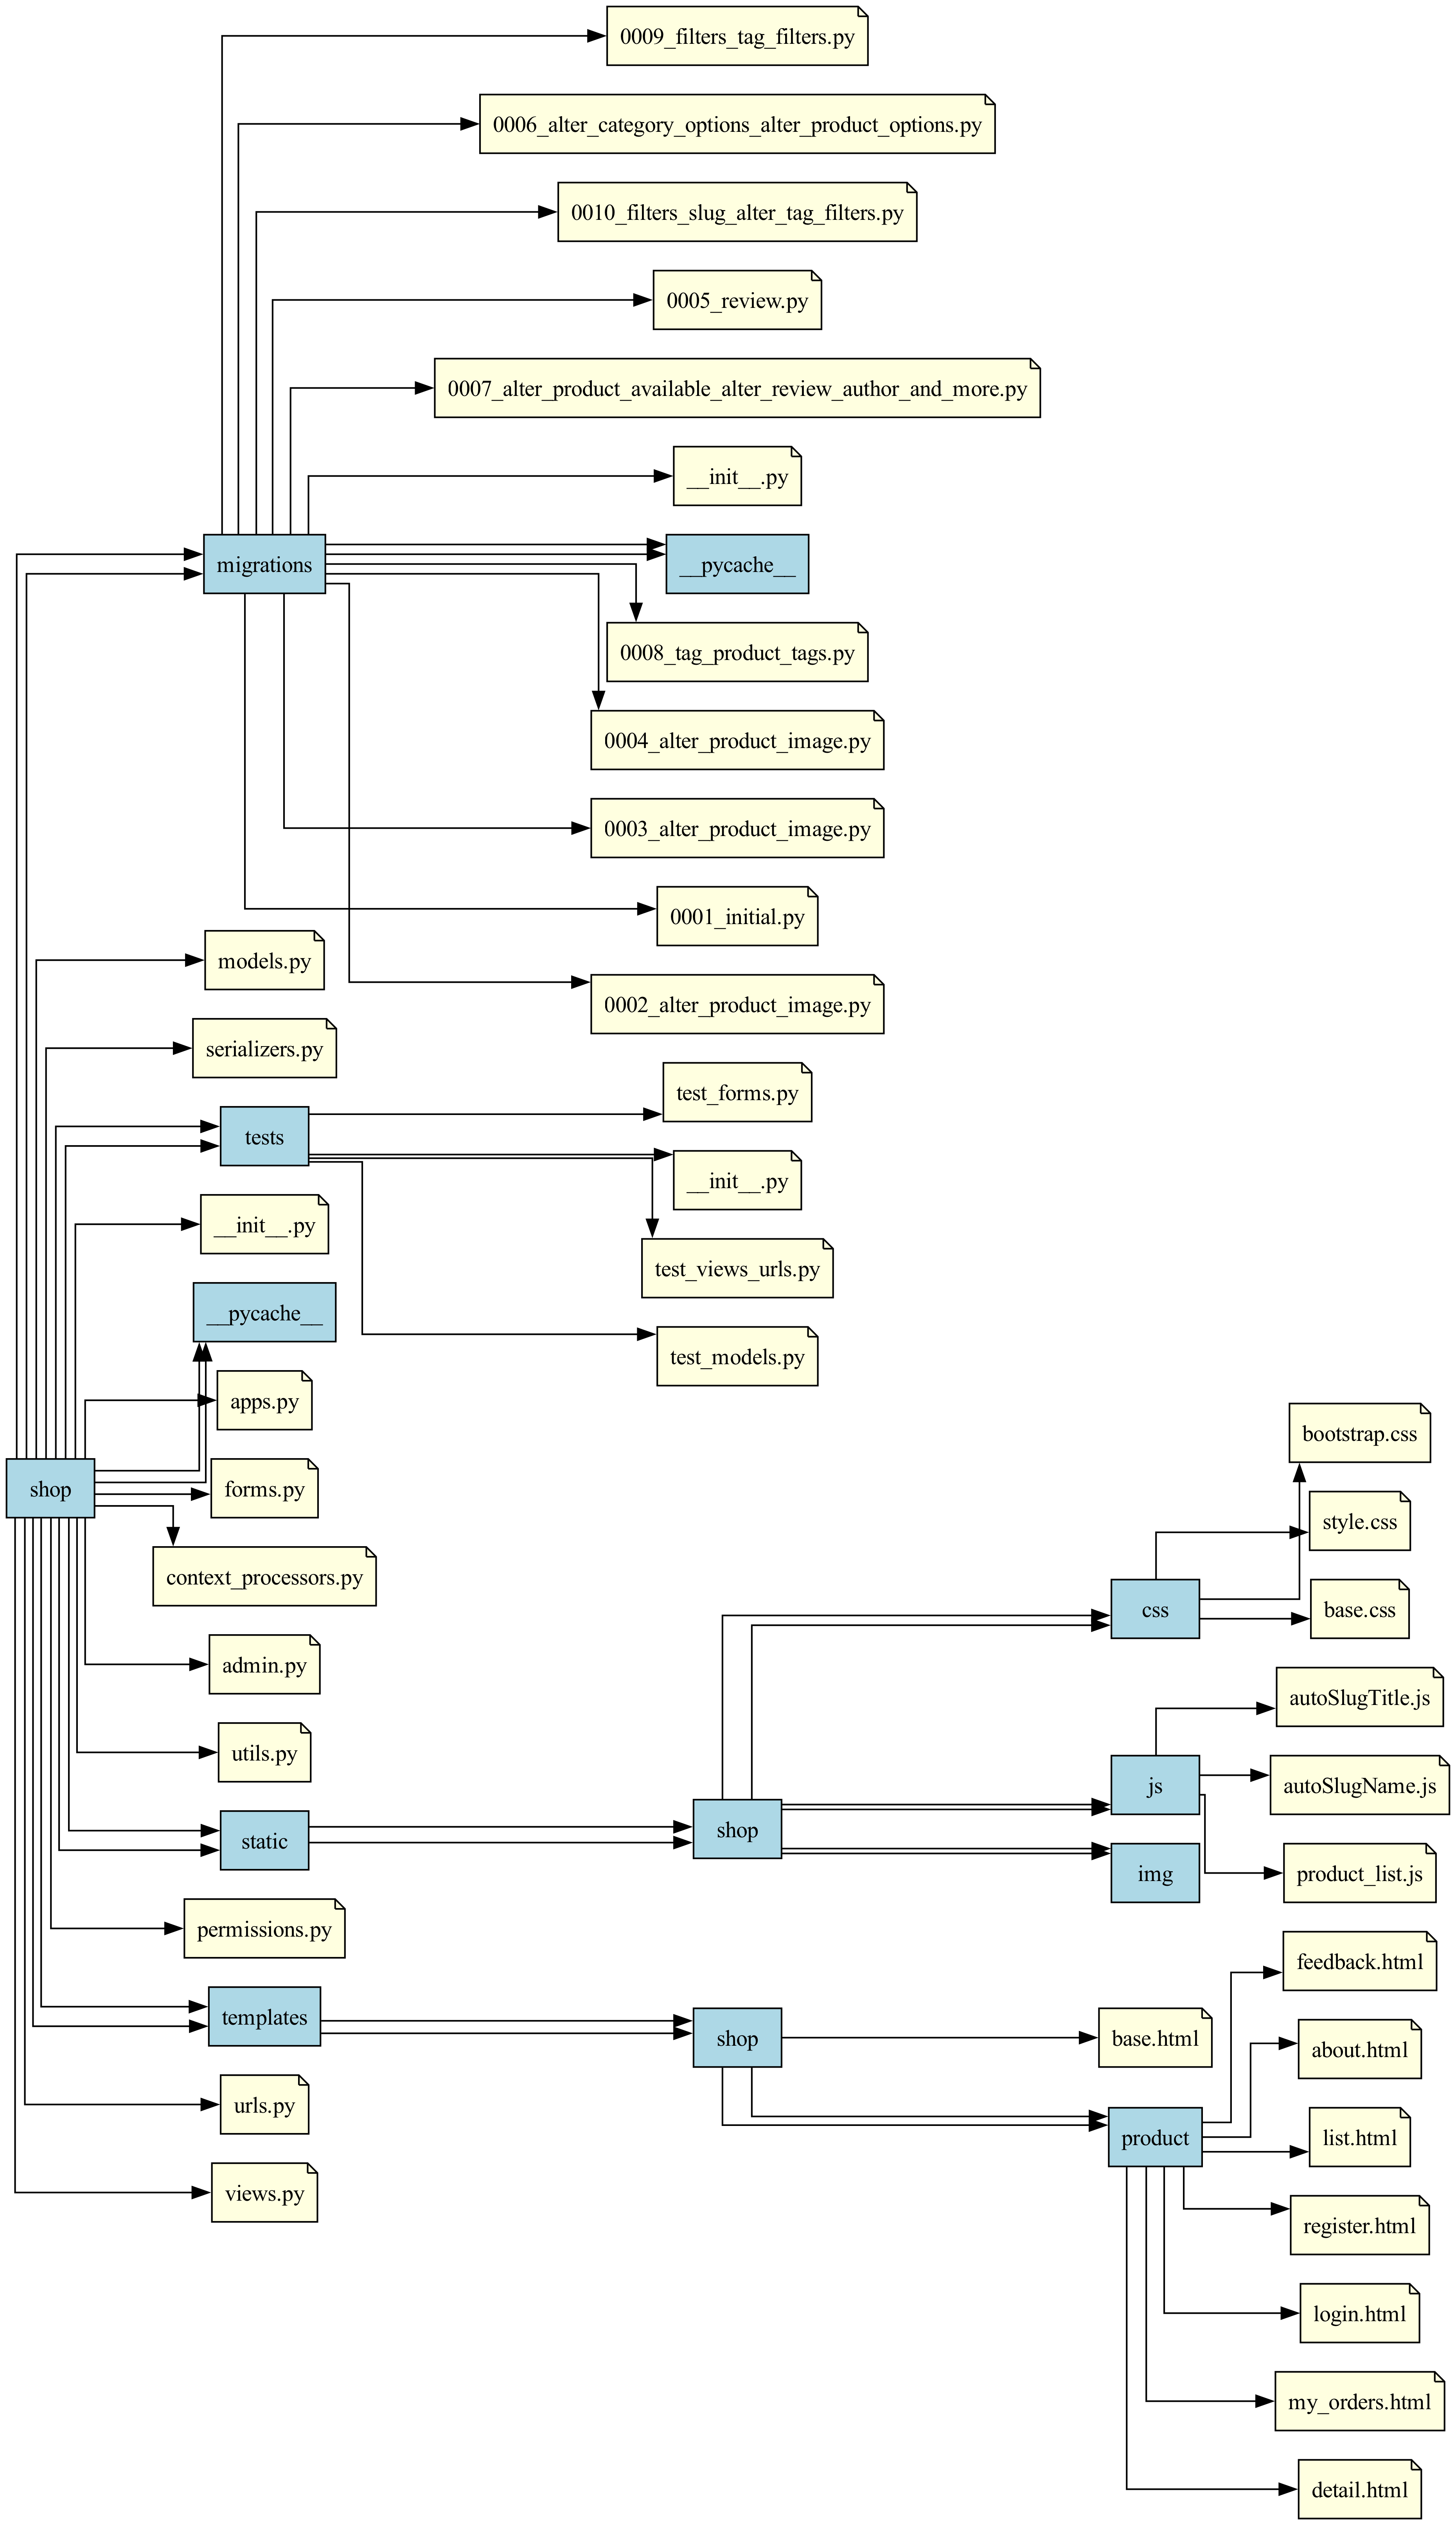 0009_filters_tag_filters.py
0006_alter_category_options_alter_product_options.py
0010_filters_slug_alter_tag_filters.py
0005_review.py
0007_alter_product_available_alter_review_author_and_more.py
__init__.py
migrations
__pycache__
0008_tag_product_tags.py
0004_alter_product_image.py
0003_alter_product_image.py
0001_initial.py
models.py
0002_alter_product_image.py
serializers.py
test_forms.py
tests
__init__.py
__init__.py
test_views_urls.py
__pycache__
test_models.py
apps.py
bootstrap.css
shop
forms.py
style.css
context_processors.py
css
base.css
admin.py
autoSlugTitle.js
utils.py
js
autoSlugName.js
static
shop
img
product_list.js
permissions.py
feedback.html
templates
shop
base.html
about.html
urls.py
product
list.html
views.py
register.html
login.html
my_orders.html
detail.html